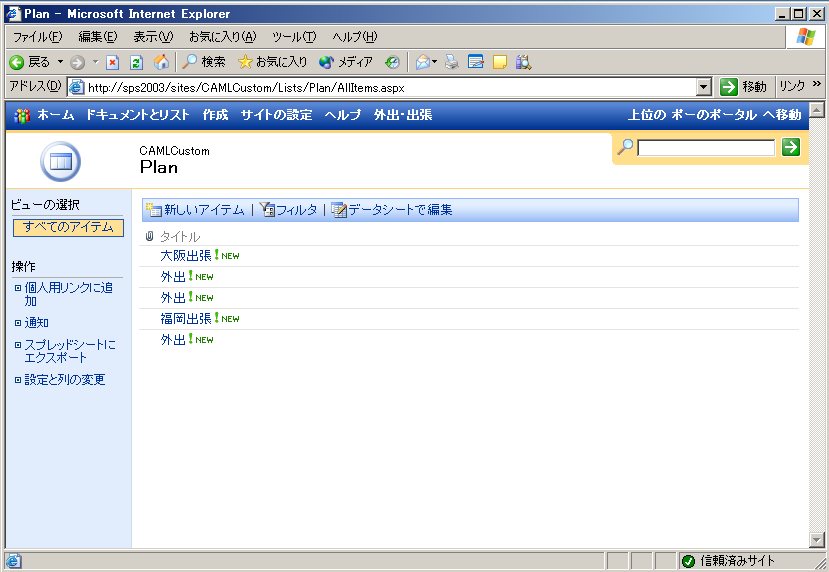 Plan - Microsoft Internet Explorer
ファイル(F) 編集(E) 表示(V) お気に入り(A) ツール(T) ヘルプ(H)
戻る 検索 お気に入り メディア
アドレス(D) http://sps2003/sites/CAMLCustom/Lists/Plan/AllItems.aspx 移動 リンク »
ホーム ドキュメントとリスト 作成 サイトの設定 ヘルプ 外出・出張 上位の ポーのポータル へ移動
CAMLCustom
Plan
ビューの選択
すべてのアイテム
操作
個人用リンクに追
加
通知
スプレッドシートに
エクスポート
設定と列の変更
新しいアイテム | フィルタ | データシートで編集
タイトル
大阪出張 ! NEW
外出 ! NEW
外出 ! NEW
福岡出張 ! NEW
外出 ! NEW
信頼済みサイト